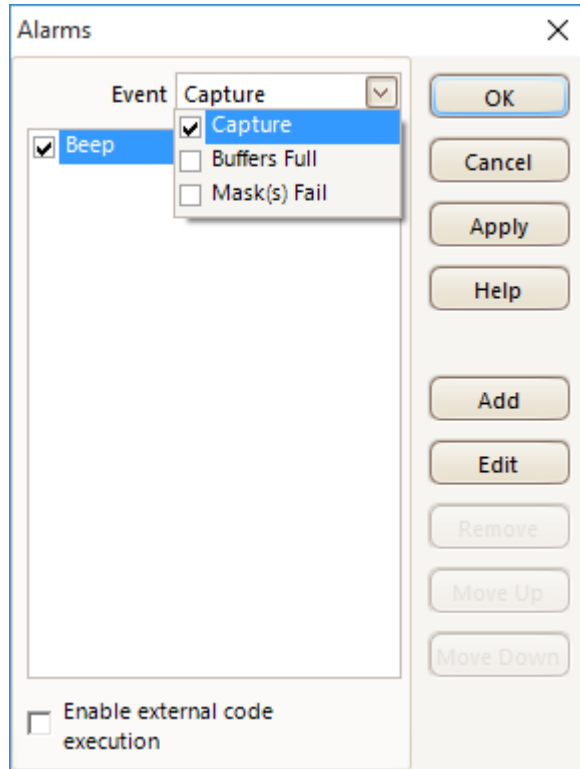 Alarms
Event Capture
Capture
Buffers Full
Mask(s) Fail
Beep
Enable external code
execution
OK
Cancel
Apply
Help
Add
Edit
Remove
Move Up
Move Down